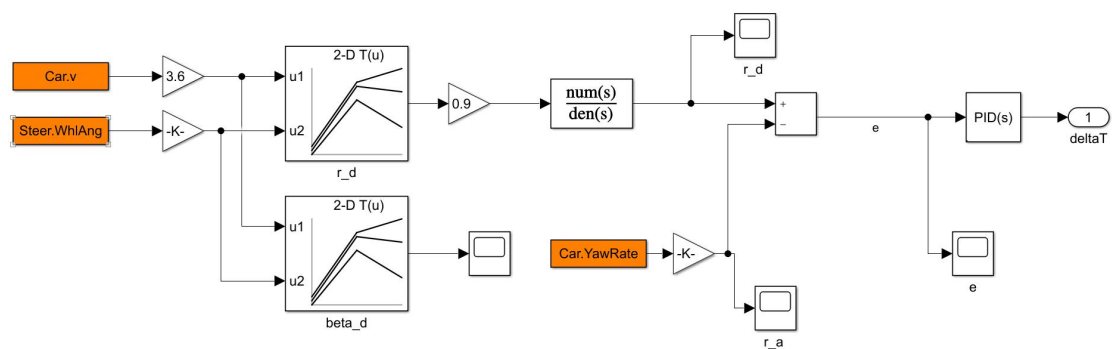 2-D T(u)
Car.v
3.6
u1
r_d
0.9
num(s)
den(s)
+
−
Steer.WhlAng
-K-
u2
r_d
e
PID(s)
1
deltaT
2-D T(u)
u1
u2
beta_d
Car.YawRate
-K-
e
r_a